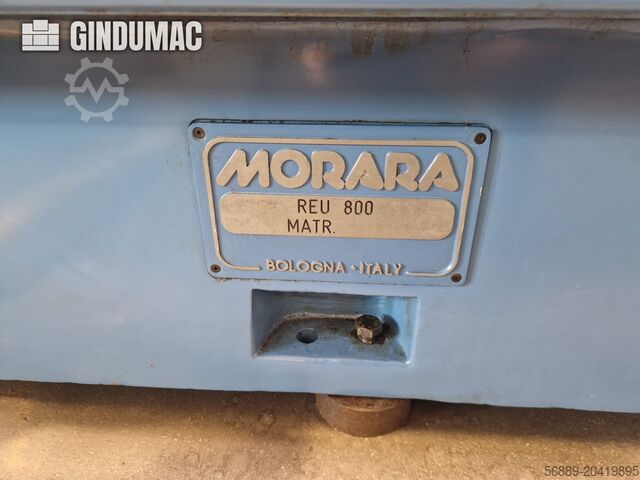 GINDUMAC
MORARA
REU 800
MATR.
BOLOGNA • ITALY
56889-20419895